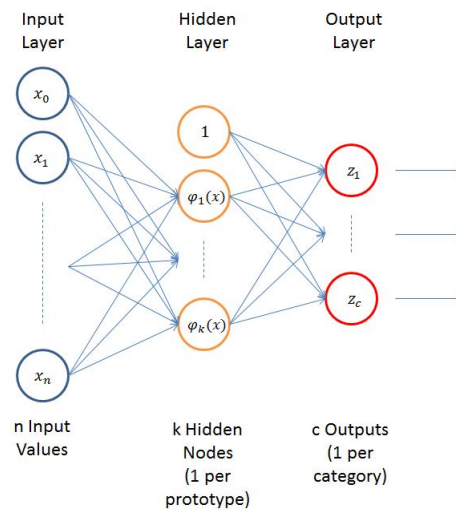 Input
Layer
Hidden
Layer
Output
Layer
x₀
x₁
xₙ
1
φ₁(x)
φₖ(x)
z₁
z_c
n Input
Values
k Hidden
Nodes
(1 per
prototype)
c Outputs
(1 per
category)